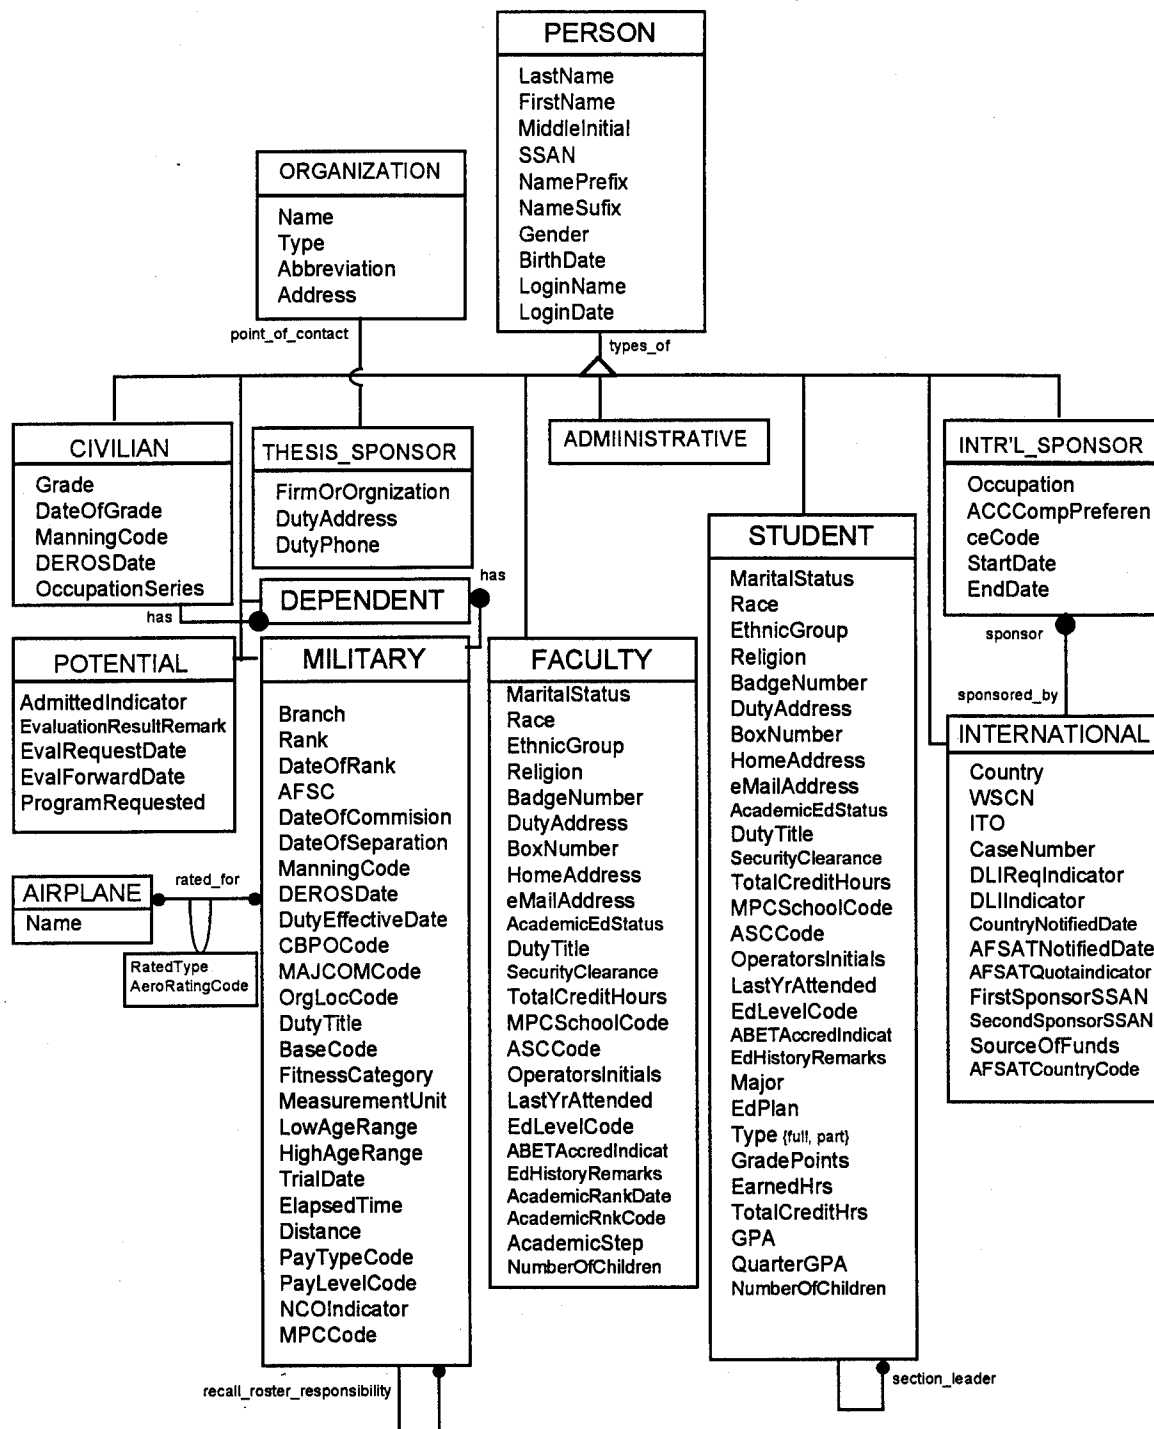 PERSON
LastName
FirstName
MiddleInitial
SSAN
NamePrefix
NameSufix
Gender
BirthDate
LoginName
LoginDate
ORGANIZATION
Name
Type
Abbreviation
Address
point_of_contact
types_of
CIVILIAN
Grade
DateOfGrade
ManningCode
DEROSDate
OccupationSeries
THESIS_SPONSOR
FirmOrOrgnization
DutyAddress
DutyPhone
ADMIINISTRATIVE
INTR'L_SPONSOR
Occupation
ACCCompPreferen
ceCode
StartDate
EndDate
has
DEPENDENT
has
sponsor
sponsored_by
POTENTIAL
AdmittedIndicator
EvaluationResultRemark
EvalRequestDate
EvalForwardDate
ProgramRequested
AIRPLANE
Name
rated_for
RatedType
AeroRatingCode
MILITARY
Branch
Rank
DateOfRank
AFSC
DateOfCommision
DateOfSeparation
ManningCode
DEROSDate
DutyEffectiveDate
CBPOCode
MAJCOMCode
OrgLocCode
DutyTitle
BaseCode
FitnessCategory
MeasurementUnit
LowAgeRange
HighAgeRange
TrialDate
ElapsedTime
Distance
PayTypeCode
PayLevelCode
NCOIndicator
MPCCode
recall_roster_responsibility
FACULTY
MaritalStatus
Race
EthnicGroup
Religion
BadgeNumber
DutyAddress
BoxNumber
HomeAddress
eMailAddress
AcademicEdStatus
DutyTitle
SecurityClearance
TotalCreditHours
MPCSchoolCode
ASCCode
OperatorsInitials
LastYrAttended
EdLevelCode
ABETAccredIndicat
EdHistoryRemarks
AcademicRankDate
AcademicRnkCode
AcademicStep
NumberOfChildren
STUDENT
MaritalStatus
Race
EthnicGroup
Religion
BadgeNumber
DutyAddress
BoxNumber
HomeAddress
eMailAddress
AcademicEdStatus
DutyTitle
SecurityClearance
TotalCreditHours
MPCSchoolCode
ASCCode
OperatorsInitials
LastYrAttended
EdLevelCode
ABETAccredIndicat
EdHistoryRemarks
Major
EdPlan
Type {full, part}
GradePoints
EarnedHrs
TotalCreditHrs
GPA
QuarterGPA
NumberOfChildren
section_leader
INTERNATIONAL
Country
WSCN
ITO
CaseNumber
DLIReqIndicator
DLIIndicator
CountryNotifiedDate
AFSATNotifiedDate
AFSATQuotaindicator
FirstSponsorSSAN
SecondSponsorSSAN
SourceOfFunds
AFSATCountryCode